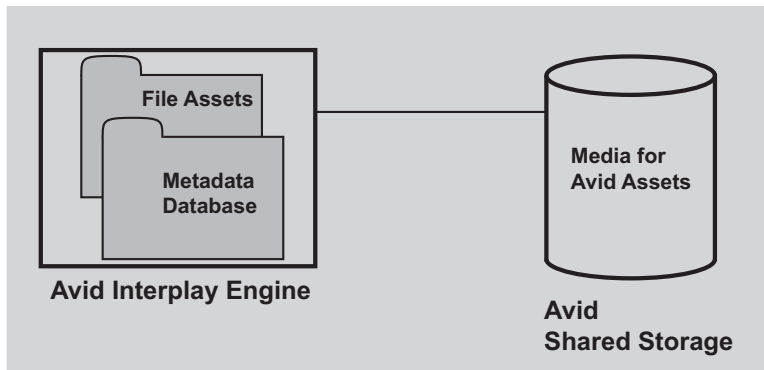 File Assets
Metadata
Database
Avid Interplay Engine
Media for
Avid Assets
Avid
Shared Storage